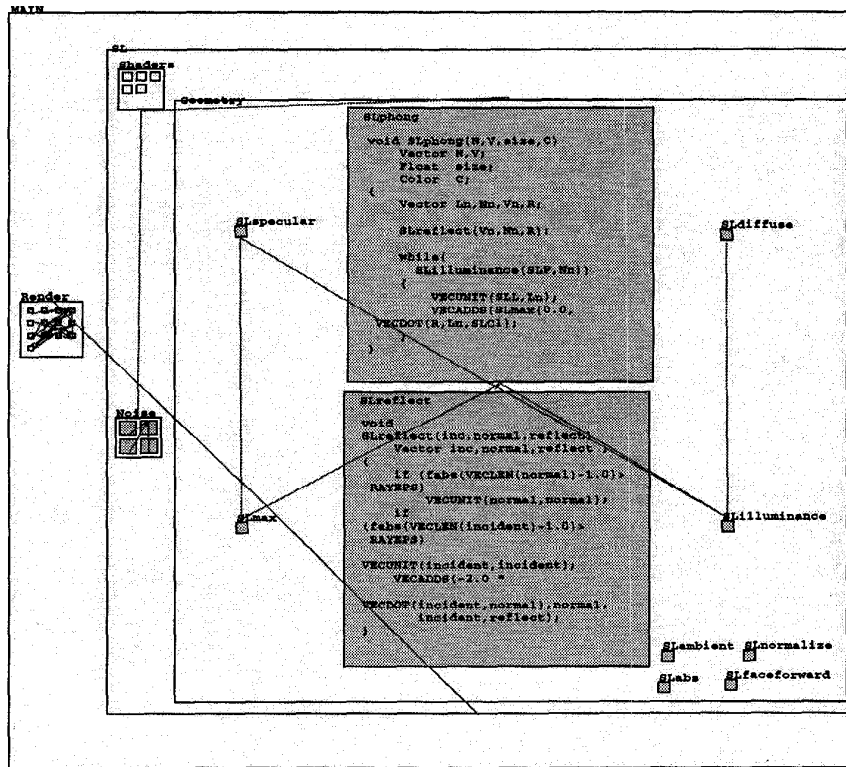 MAIN
SL
Shaders
Geometry
SLphong
void SLphong(N,V,size,C)
Vector N,V;
Float size;
Color C;
{
Vector Ln,Nn,Vn,R;
SLreflect(Vn,Nn,R);
while(
SLilluminance(SLP,Nn))
{
VECUNIT(SLL,Ln);
VECADDS(SLmax(0.0,
VECDOT(R,Ln,SLCl);
}
}
SLspecular
SLdiffuse
Render
Noise
SLmax
SLilluminance
SLreflect
void
SLreflect(inc,normal,reflect)
Vector inc,normal,reflect ;
{
if (fabs(VECLEN(normal)-1.0)>
RAYEPS)
VECUNIT(normal,normal);
if
(fabs(VECLEN(incident)-1.0)>
RAYEPS)
VECUNIT(incident,incident);
VECADDS(-2.0 *
VECDOT(incident,normal),normal,
incident,reflect);
}
SLambient SLnormalize
SLabs SLfaceforward